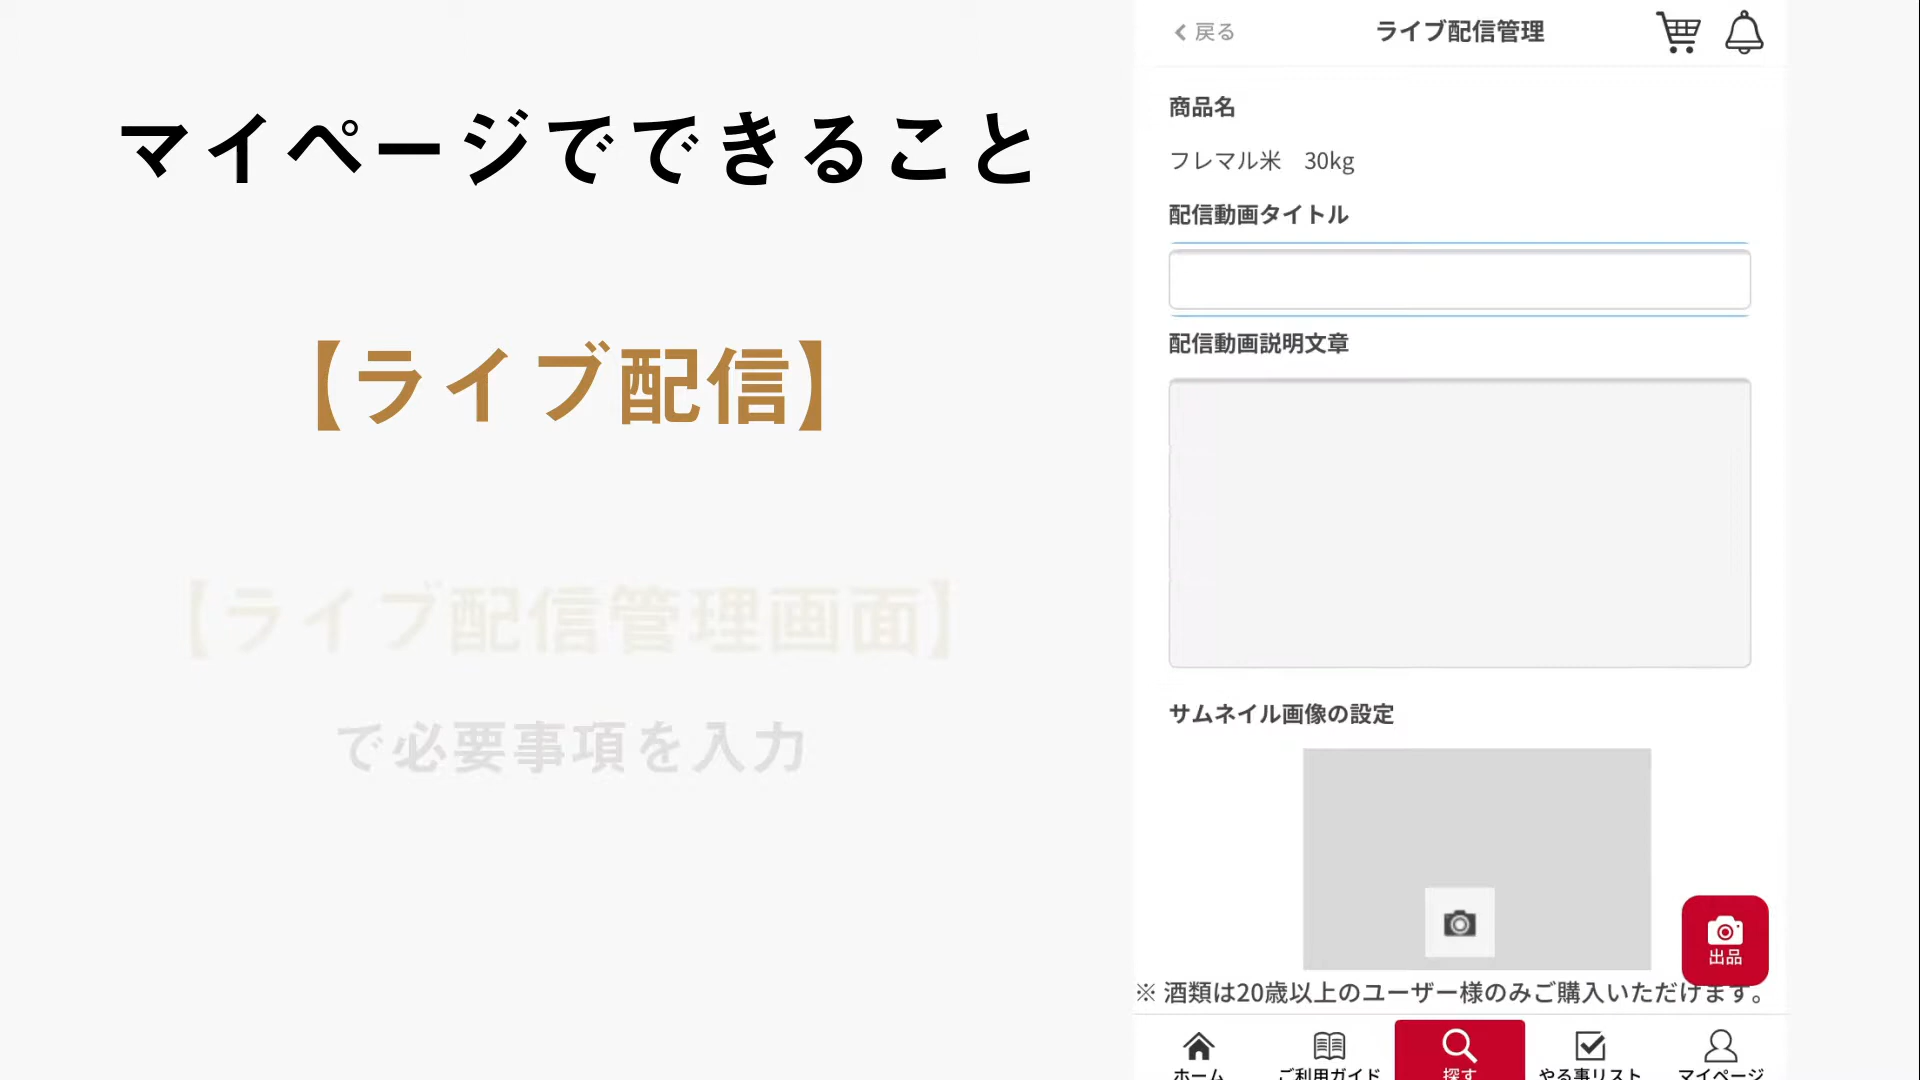 マイページでできること
【ライブ配信】
【ライブ配信管理画面】
で必要事項を入力
戻る
ライブ配信管理
商品名
フレマル米　30kg
配信動画タイトル
配信動画説明文章
サムネイル画像の設定
出品
※ 酒類は20歳以上のユーザー様のみご購入いただけます。
ホーム
ご利用ガイド
探す
やる事リスト
マイページ